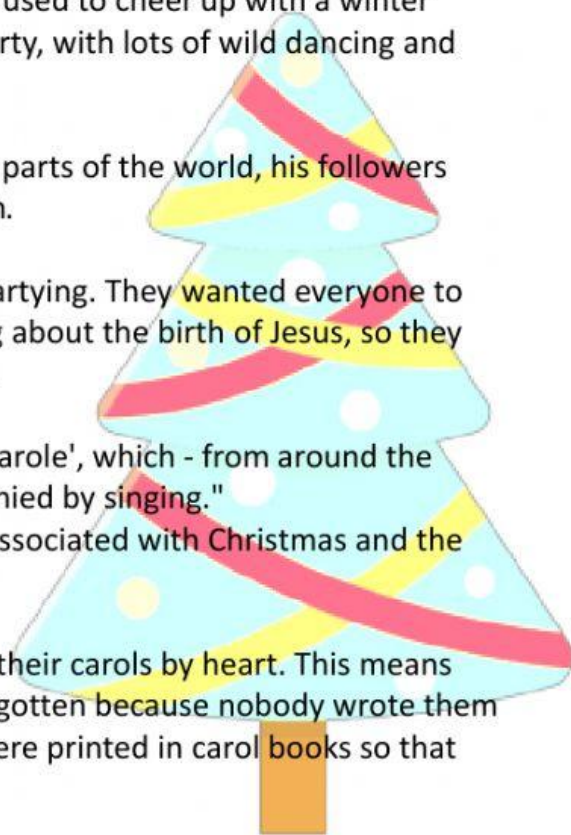 used to cheer up with a winter
rty, with lots of wild dancing and
parts of the world, his followers
n.
artying. They wanted everyone to
about the birth of Jesus, so they
arole', which - from around the
nied by singing."
ssociated with Christmas and the
their carols by heart. This means
gotten because nobody wrote them
ere printed in carol books so that